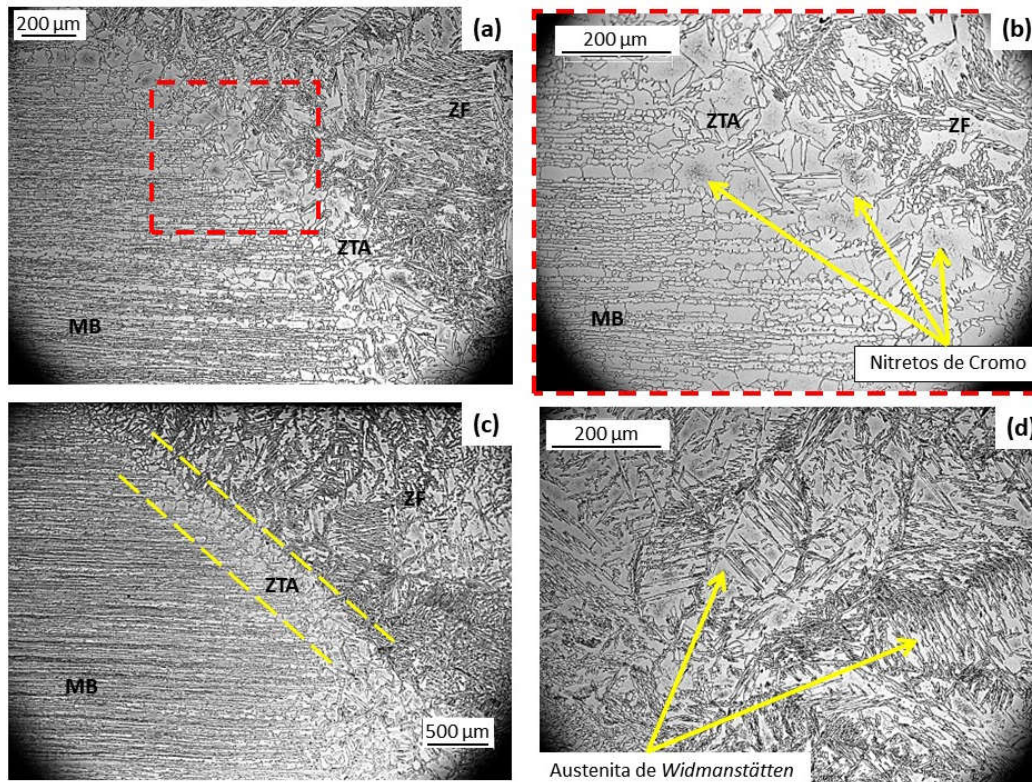 200 µm
(a)
ZF
ZTA
MB
200 µm
(b)
ZTA
ZF
MB
Nitretos de Cromo
(c)
ZF
ZTA
MB
500 µm
200 µm
(d)
Austenita de Widmanstätten